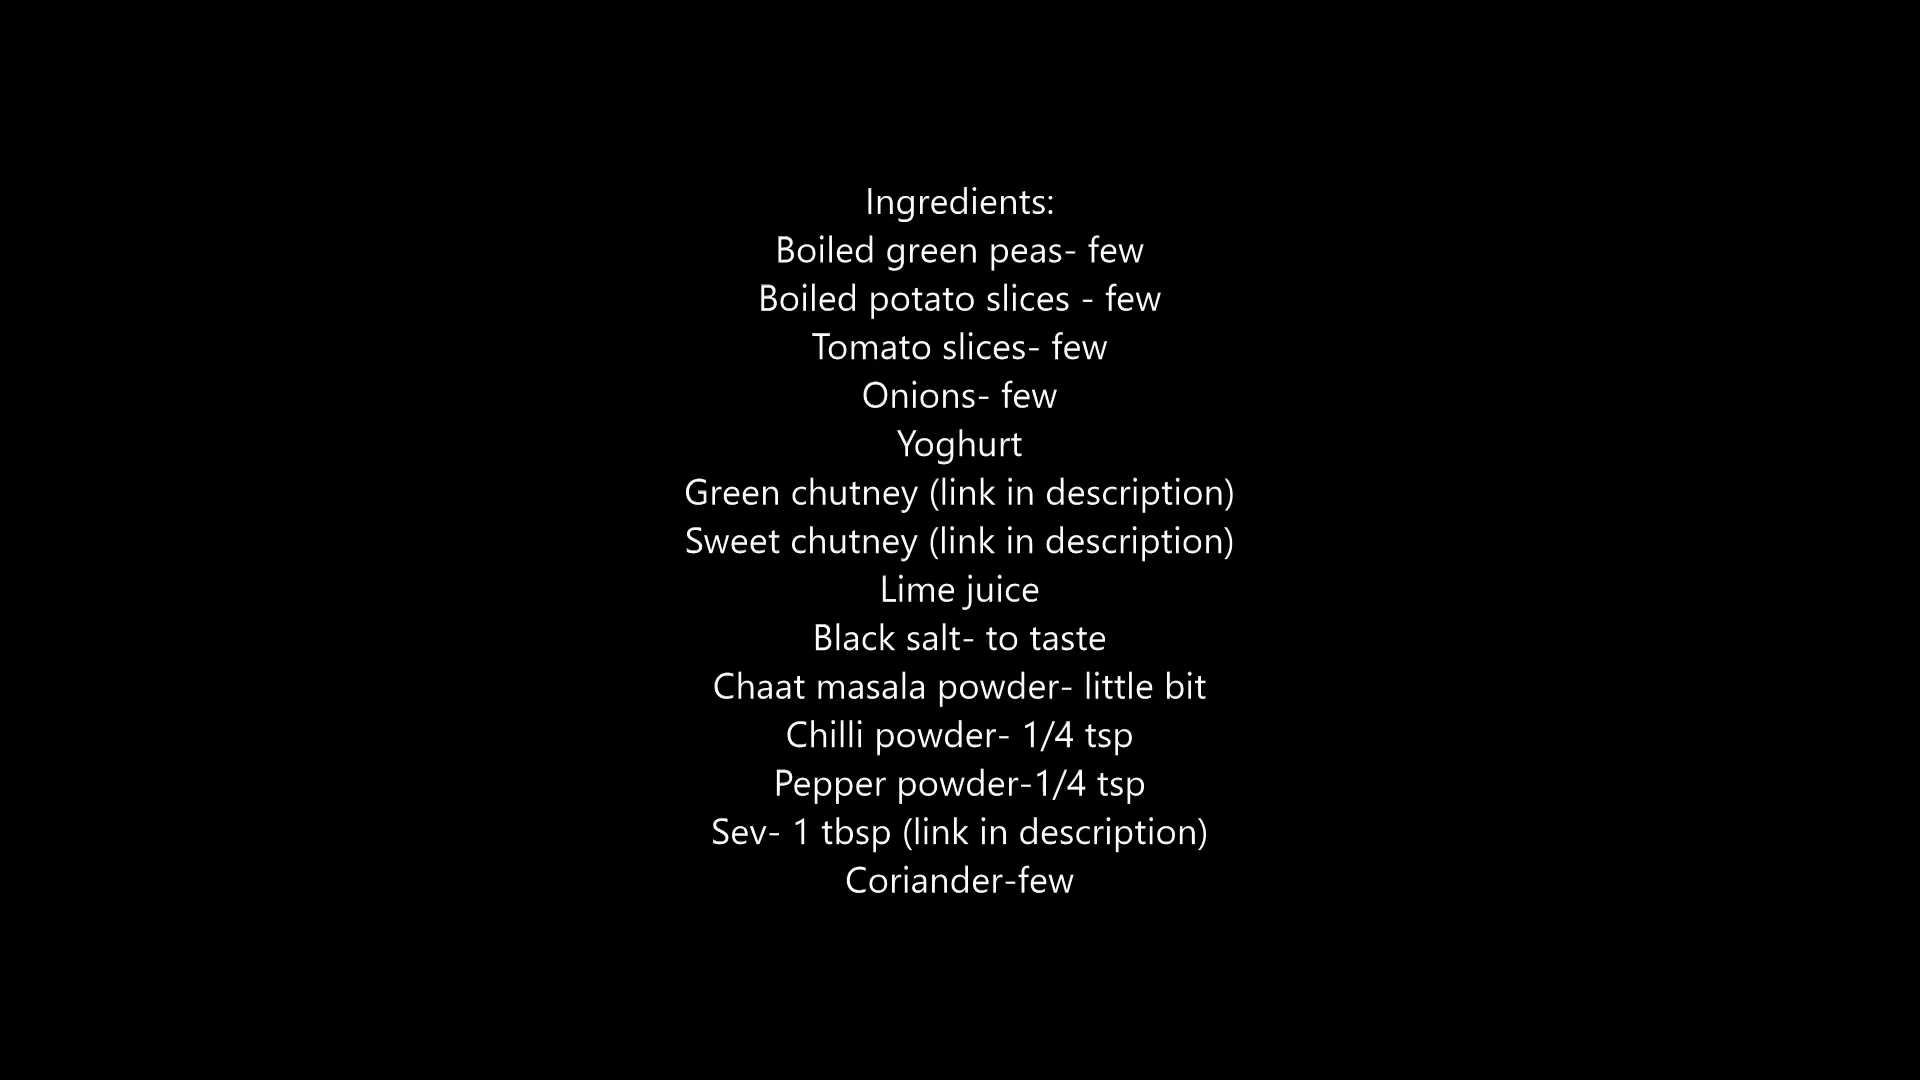 Ingredients:
Boiled green peas- few
Boiled potato slices - few
Tomato slices- few
Onions- few
Yoghurt
Green chutney (link in description)
Sweet chutney (link in description)
Lime juice
Black salt- to taste
Chaat masala powder- little bit
Chilli powder- 1/4 tsp
Pepper powder-1/4 tsp
Sev- 1 tbsp (link in description)
Coriander-few